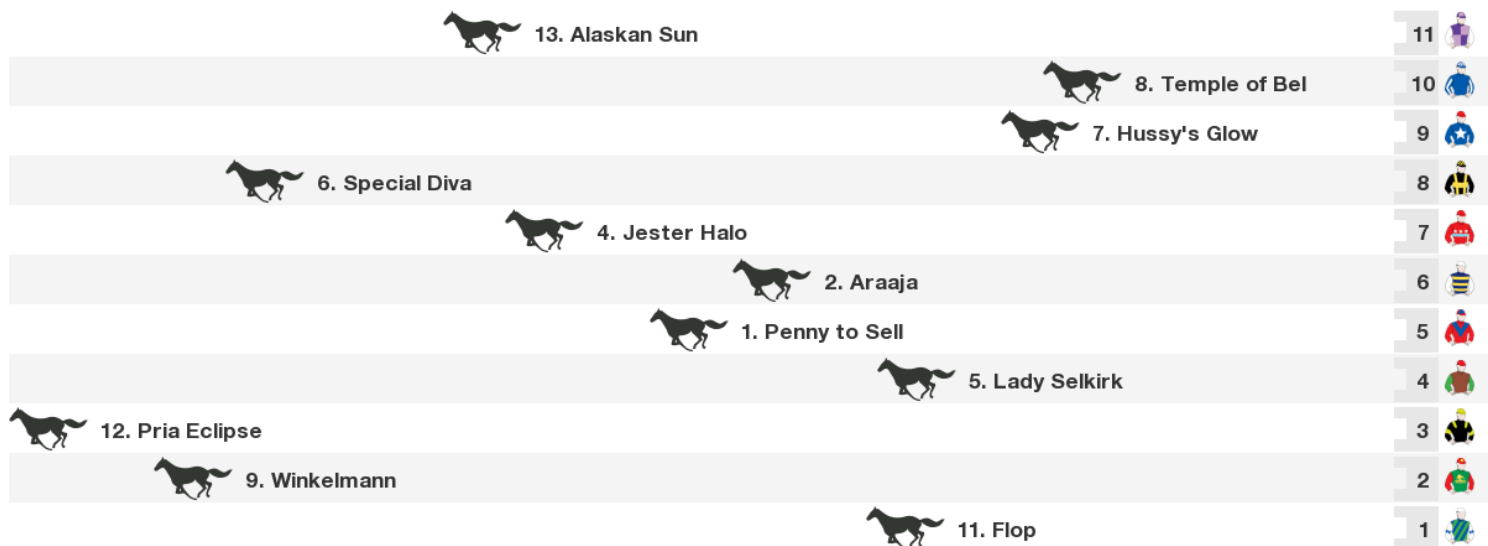 13. Alaskan Sun 11
8. Temple of Bel 10
7. Hussy's Glow 9
6. Special Diva 8
4. Jester Halo 7
2. Araaja 6
1. Penny to Sell 5
5. Lady Selkirk 4
12. Pria Eclipse 3
9. Winkelmann 2
11. Flop 1